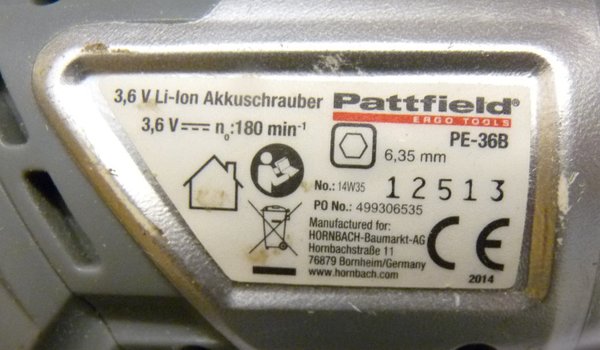 3,6 V Li-Ion Akkuschrauber Pattfield®
ERGO TOOLS
3,6 V n₀:180 min⁻¹ PE-36B
6,35 mm
No.: 14W35 12513
PO No.: 499306535
Manufactured for:
HORNBACH-Baumarkt-AG
Hornbachstraße 11
76879 Bornheim/Germany
www.hornbach.com
CE
2014